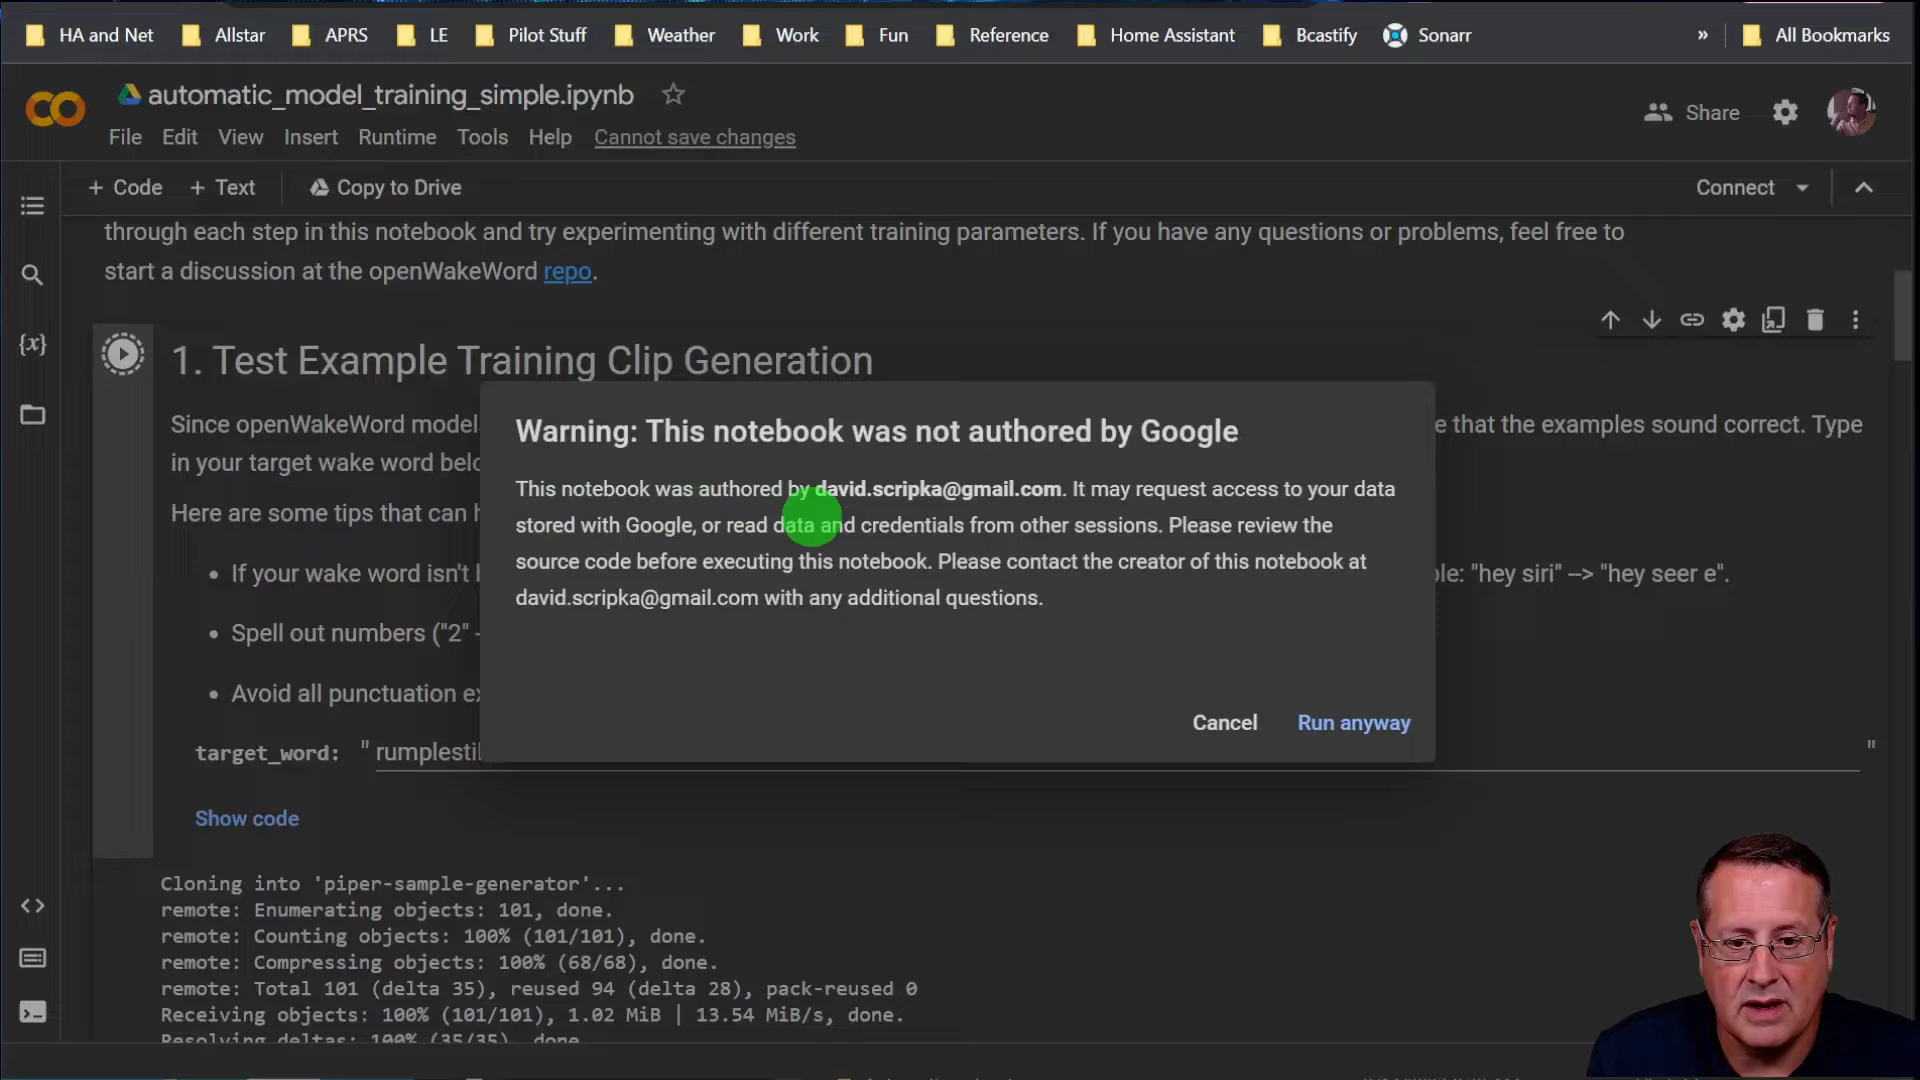 HA and Net Allstar APRS LE Pilot Stuff Weather Work Fun Reference Home Assistant Bcastify Sonarr » All Bookmarks
automatic_model_training_simple.ipynb
Share
File Edit View Insert Runtime Tools Help Cannot save changes
+ Code + Text Copy to Drive Connect
through each step in this notebook and try experimenting with different training parameters. If you have any questions or problems, feel free to
start a discussion at the openWakeWord repo.
{x}
1. Test Example Training Clip Generation
Since openWakeWord model e that the examples sound correct. Type
in your target wake word
Here are some tips that can
• If your wake word isn't "hey siri" --> "hey seer e".
• Spell out numbers ("2"
• Avoid all punctuation
target_word: " "
Show code
Warning: This notebook was not authored by Google
This notebook was authored by david.scripka@gmail.com. It may request access to your data
stored with Google, or read data and credentials from other sessions. Please review the
source code before executing this notebook. Please contact the creator of this notebook at
david.scripka@gmail.com with any additional questions.
Cancel Run anyway
Cloning into 'piper-sample-generator'...
remote: Enumerating objects: 101, done.
remote: Counting objects: 100% (101/101), done.
remote: Compressing objects: 100% (68/68), done.
remote: Total 101 (delta 35), reused 94 (delta 28), pack-reused 0
Receiving objects: 100% (101/101), 1.02 MiB | 13.54 MiB/s, done.
Resolving deltas: 100% (35/35), done